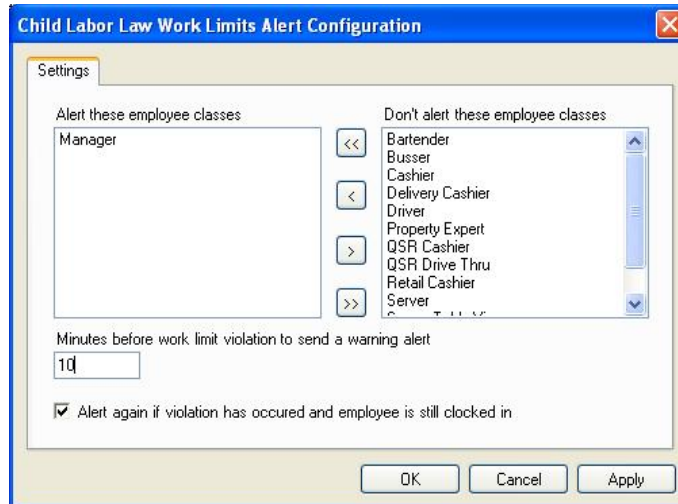 Child Labor Law Work Limits Alert Configuration
Settings
Alert these employee classes
Manager
<<
<
>
>>
Don't alert these employee classes
Bartender
Busser
Cashier
Delivery Cashier
Driver
Property Expert
QSR Cashier
QSR Drive Thru
Retail Cashier
Server
Minutes before work limit violation to send a warning alert
10
Alert again if violation has occured and employee is still clocked in
OK Cancel Apply